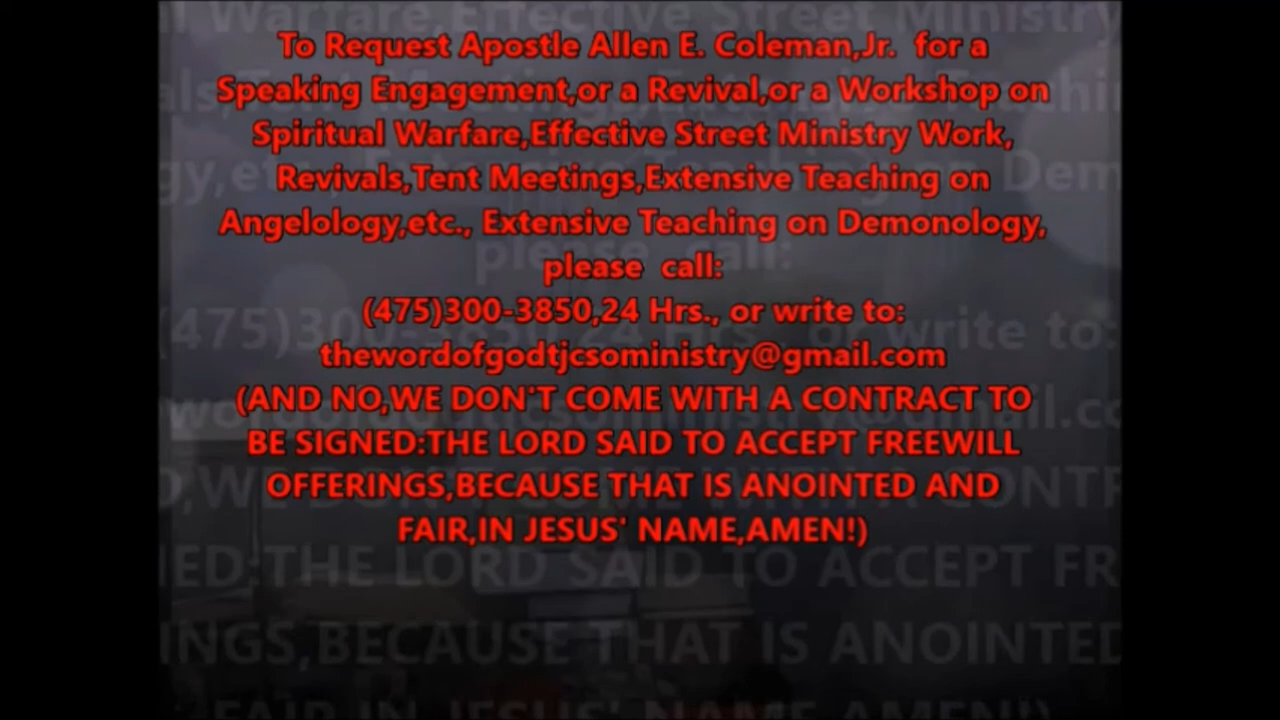 To Request Apostle Allen E. Coleman,Jr.  for a
Speaking Engagement,or a Revival,or a Workshop on
Spiritual Warfare,Effective Street Ministry Work,
Revivals,Tent Meetings,Extensive Teaching on
Angelology,etc., Extensive Teaching on Demonology,
please  call:
(475)300-3850,24 Hrs., or write to:
thewordofgodtjcsoministry@gmail.com
(AND NO,WE DON'T COME WITH A CONTRACT TO
BE SIGNED:THE LORD SAID TO ACCEPT FREEWILL
OFFERINGS,BECAUSE THAT IS ANOINTED AND
FAIR,IN JESUS' NAME,AMEN!)